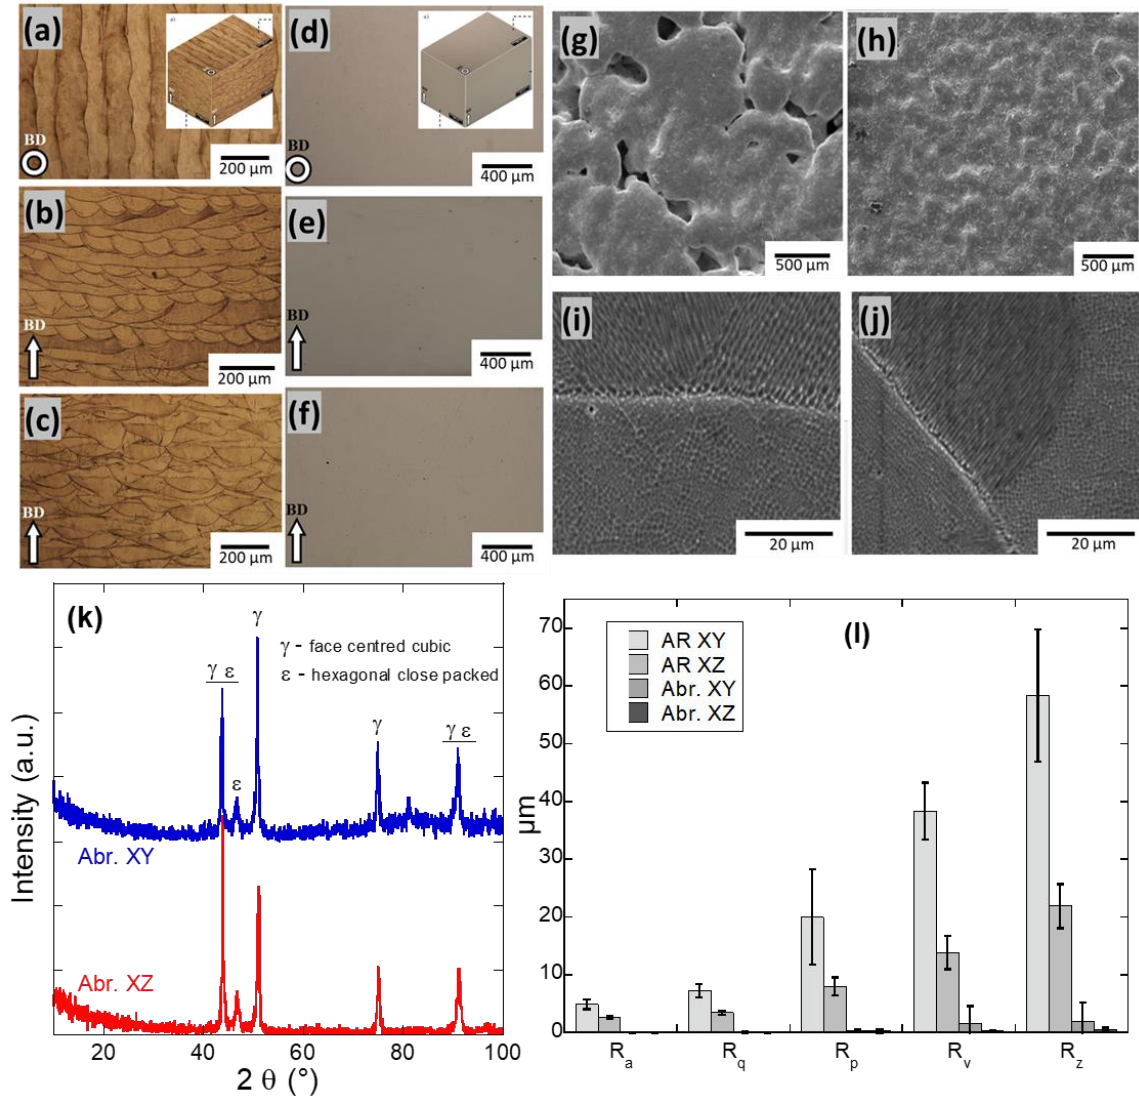 (a)
BD
200 μm
(d)
BD
400 μm
(g)
500 μm
(h)
500 μm
(b)
BD
200 μm
(e)
BD
400 μm
(c)
BD
200 μm
(f)
BD
400 μm
(i)
20 μm
(j)
20 μm
(k)
γ
γ - face centred cubic
ε - hexagonal close packed
γ ε
ε
γ
γ ε
Abr. XY
Abr. XZ
Intensity (a.u.)
20 40 60 80 100
2 θ (°)
(l)
AR XY
AR XZ
Abr. XY
Abr. XZ
μm
70
60
50
40
30
20
10
0
Ra Rq Rp Rv Rz